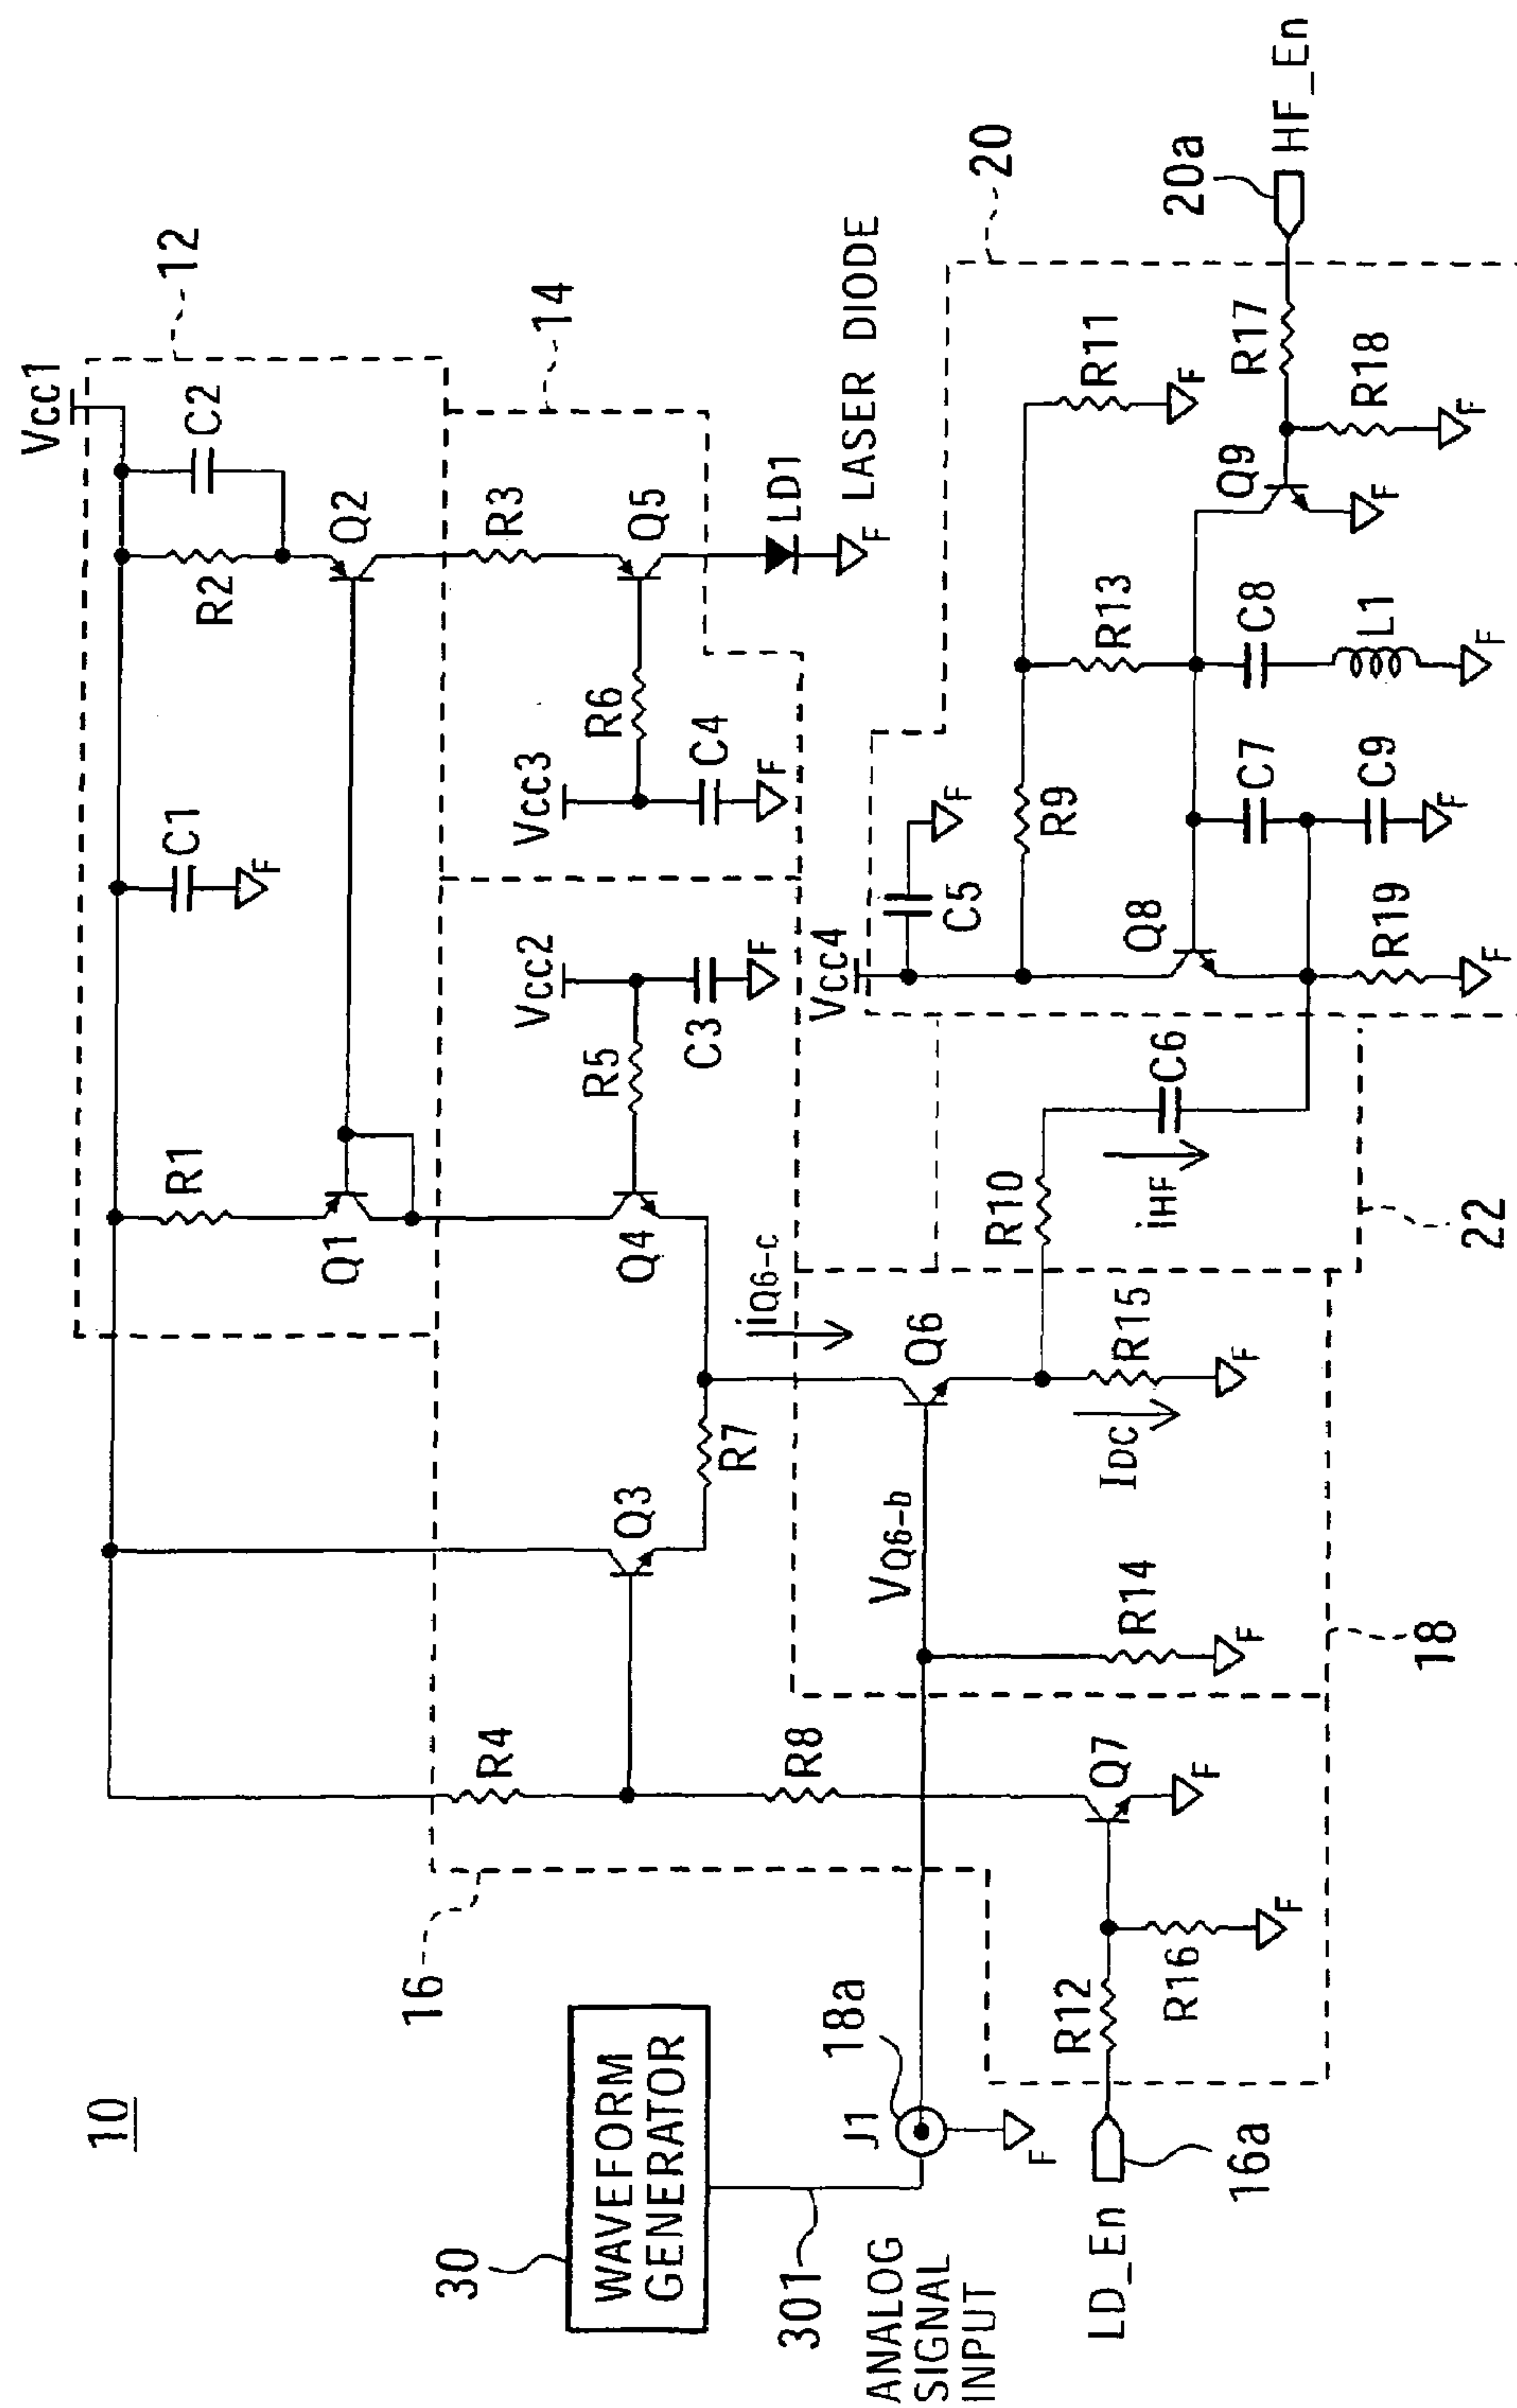 10
Vcc1
12
C2
C1
R1
R2
Q1
Q2
F
14
R3
Q5
LD1
LASER DIODE
F
Vcc3
R6
C4
F
Vcc2
R5
C3
F
Q4
iQ6-c
Q3
R7
R4
R8
16
30
WAVEFORM
GENERATOR
301
J1
18a
F
ANALOG
SIGNAL
INPUT
VQ6-b
Q6
R14
F
R15
IDC
F
18
R10
C6
iHF
22
LD_En
16a
R12
R16
F
Q7
F
20
Vcc4
C5
F
R9
R11
F
R13
Q8
C7
C8
L1
F
C9
F
R19
F
Q9
F
R17
R18
F
20a
HF_En